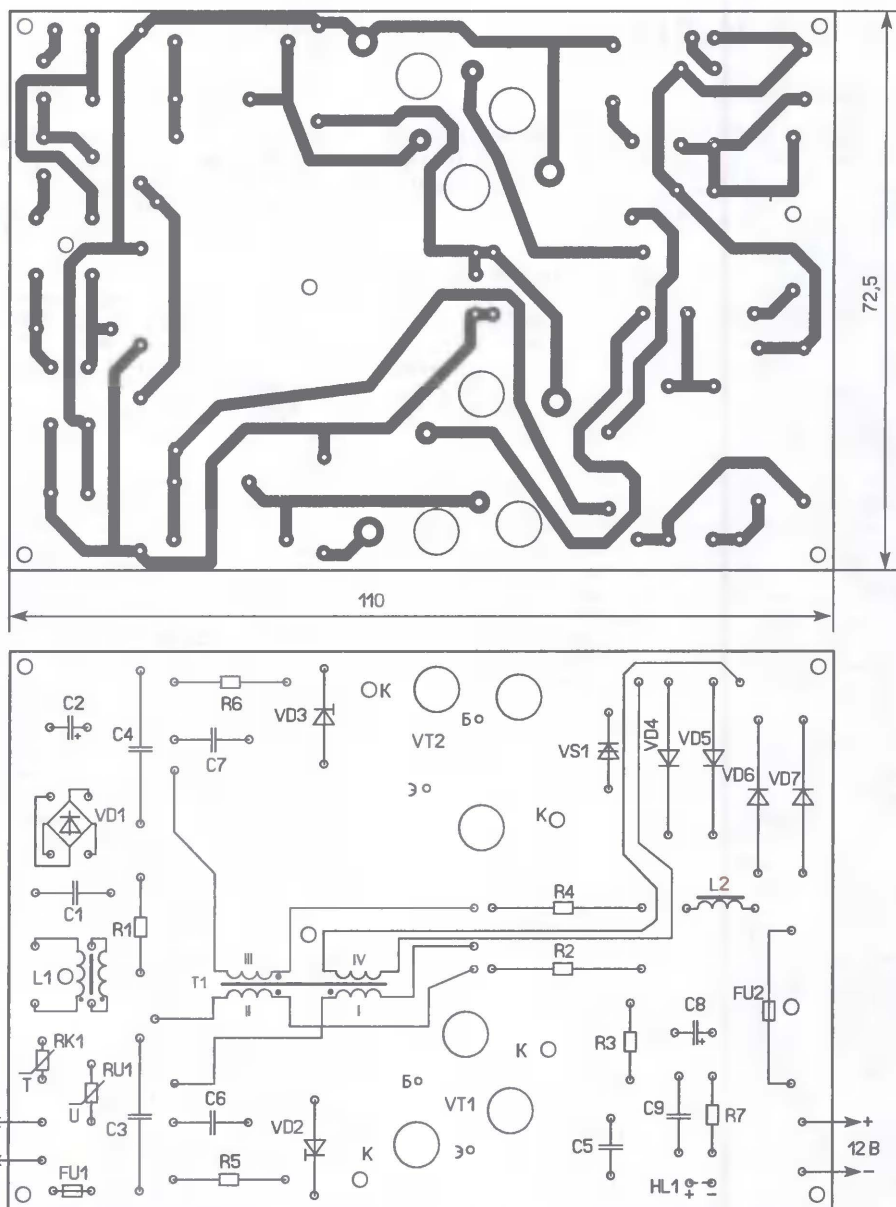 72,5
110
C2
C4
R6
VD3
К
Б
VT2
VS1
VD4
VD5
VD6
VD7
C7
Э
К
VD1
C1
R1
R4
L2
L1
III
IV
T1
II
I
R2
FU2
C8
К
R3
RK1
T
RU1
U
Б
VT1
C3
C6
VD2
C9
R7
+
C5
Э
12 В
К
R5
FU1
HL1
+
–
–